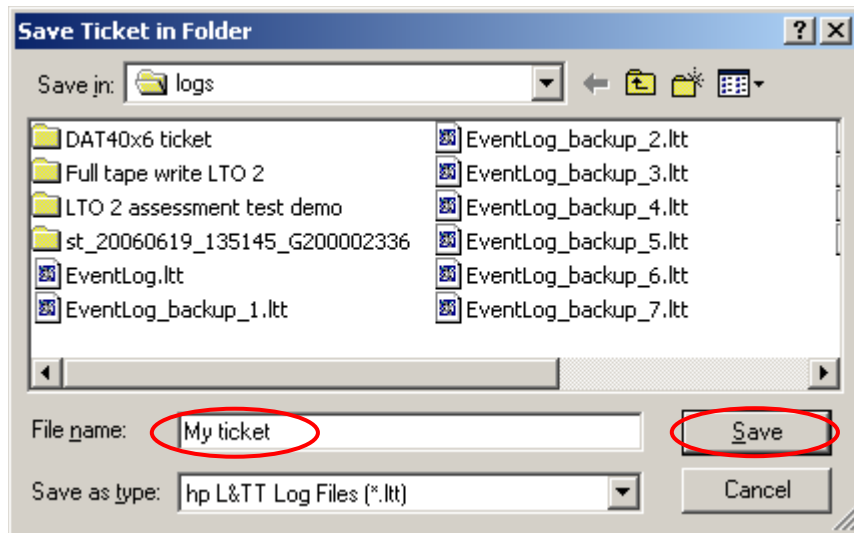 Save Ticket in Folder
Save in: logs
DAT40x6 ticket
Full tape write LTO 2
LTO 2 assessment test demo
st_20060619_135145_G200002336
EventLog.ltt
EventLog_backup_1.ltt
EventLog_backup_2.ltt
EventLog_backup_3.ltt
EventLog_backup_4.ltt
EventLog_backup_5.ltt
EventLog_backup_6.ltt
EventLog_backup_7.ltt
File name: My ticket Save
Save as type: hp L&TT Log Files (*.ltt) Cancel